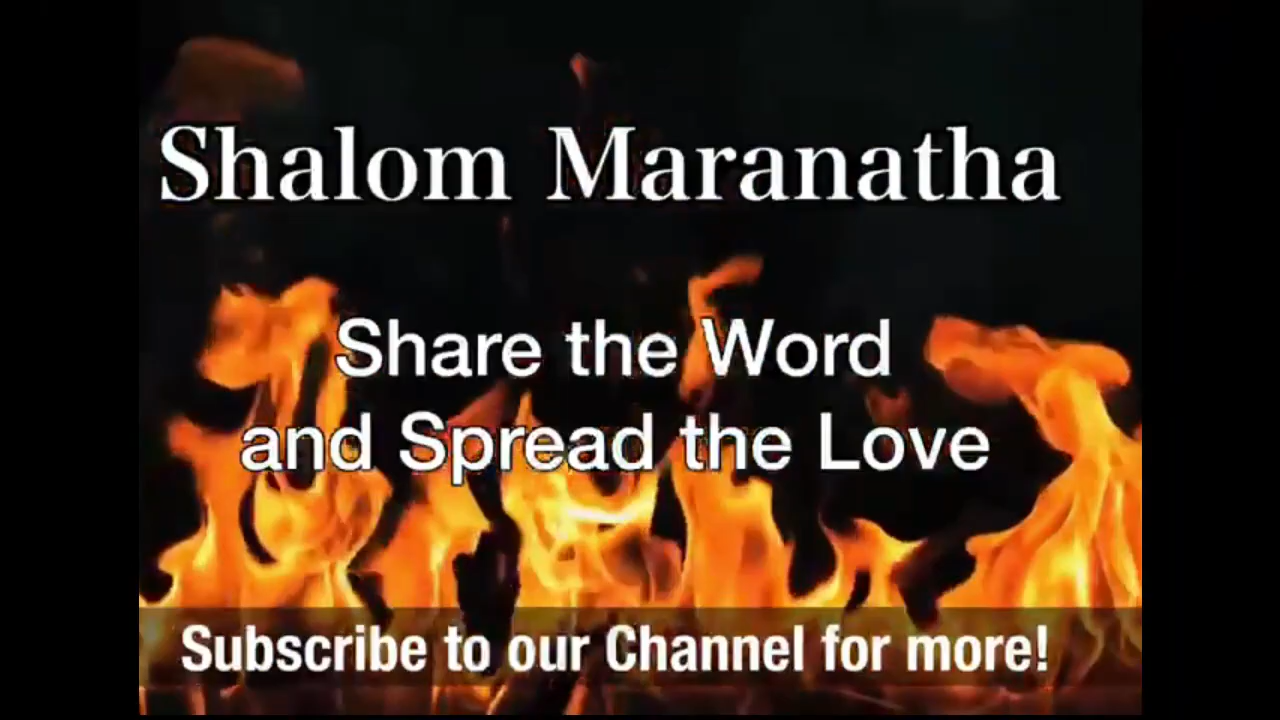 Shalom Maranatha
Share the Word
and Spread the Love
Subscribe to our Channel for more!